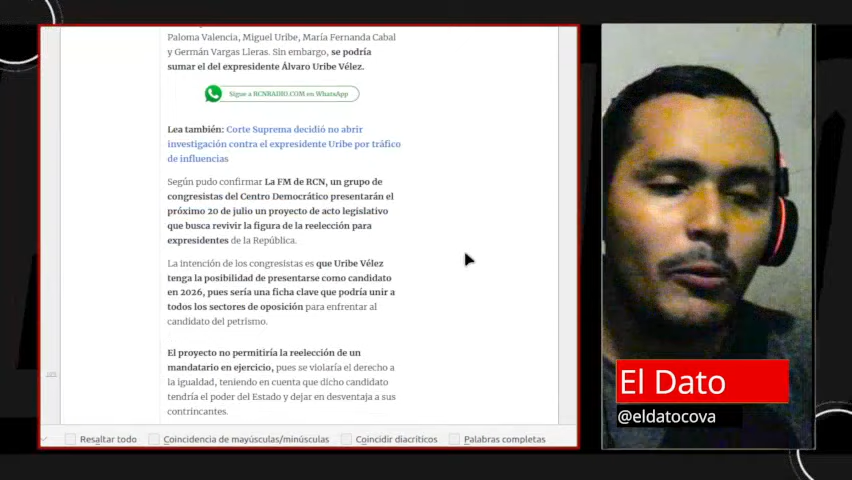 Paloma Valencia, Miguel Uribe, María Fernanda Cabal
y Germán Vargas Lleras. Sin embargo, se podría
sumar el del expresidente Álvaro Uribe Vélez.
Sigue a RCNRADIO.COM en WhatsApp
Lea también: Corte Suprema decidió no abrir
investigación contra el expresidente Uribe por tráfico
de influencias
Según pudo confirmar La FM de RCN, un grupo de
congresistas del Centro Democrático presentarán el
próximo 20 de julio un proyecto de acto legislativo
que busca revivir la figura de la reelección para
expresidentes de la República.
La intención de los congresistas es que Uribe Vélez
tenga la posibilidad de presentarse como candidato
en 2026, pues sería una ficha clave que podría unir a
todos los sectores de oposición para enfrentar al
candidato del petrismo.
El proyecto no permitiría la reelección de un
mandatario en ejercicio, pues se violaría el derecho a
la igualdad, teniendo en cuenta que dicho candidato
tendría el poder del Estado y dejar en desventaja a sus
contrincantes.
Resaltar todo Coincidencia de mayúsculas/minúsculas Coincidir diacríticos Palabras completas
El Dato
@eldatocova